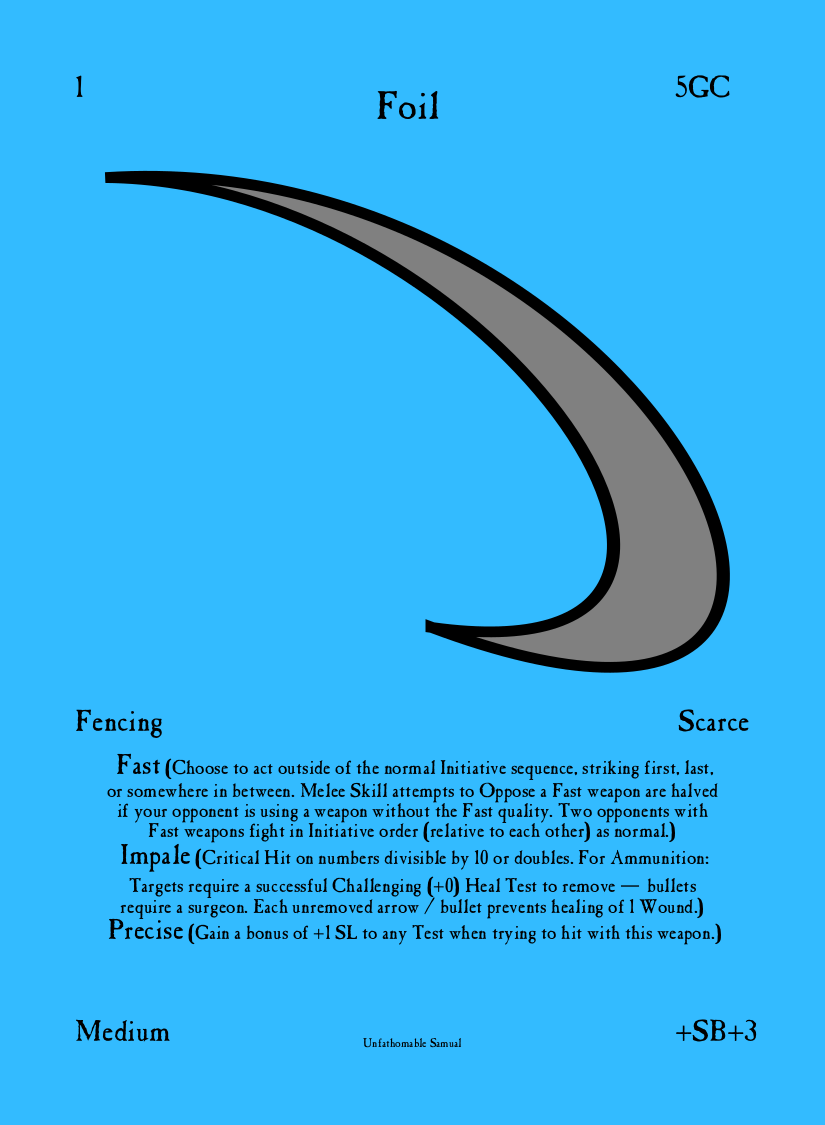 1
Foil
5GC
Fencing
Scarce
Fast (Choose to act outside of the normal Initiative sequence, striking first, last,
or somewhere in between. Melee Skill attempts to Oppose a Fast weapon are halved
if your opponent is using a weapon without the Fast quality. Two opponents with
Fast weapons fight in Initiative order (relative to each other) as normal.)
Impale (Critical Hit on numbers divisible by 10 or doubles. For Ammunition:
Targets require a successful Challenging (+0) Heal Test to remove — bullets
require a surgeon. Each unremoved arrow / bullet prevents healing of 1 Wound.)
Precise (Gain a bonus of +1 SL to any Test when trying to hit with this weapon.)
Medium
Unfathomable Samual
+SB+3